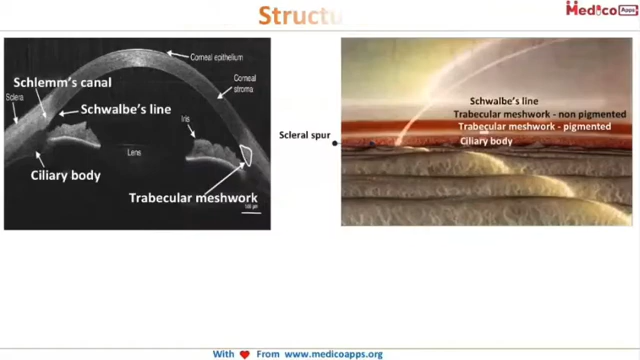 Structu
Medico Apps
Corneal epithelium
Schlemm's canal
Corneal
stroma
Sclera
Schwalbe's line
Iris
Lens
Ciliary body
Trabecular meshwork
Scleral spur
Schwalbe's line
Trabecular meshwork - non pigmented
Trabecular meshwork - pigmented
Ciliary body
With From www.medicoapps.org